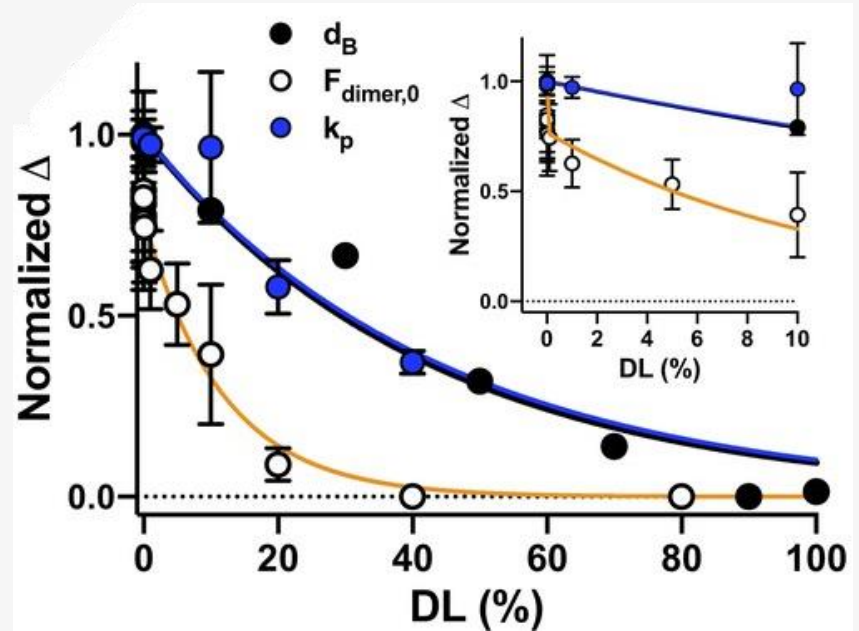 d_B
F_dimer,0
k_p
Normalized Δ
1.0
0.5
0.0
0 20 40 60 80 100
DL (%)
Normalized Δ
1.0
0.5
0.0
0 2 4 6 8 10
DL (%)